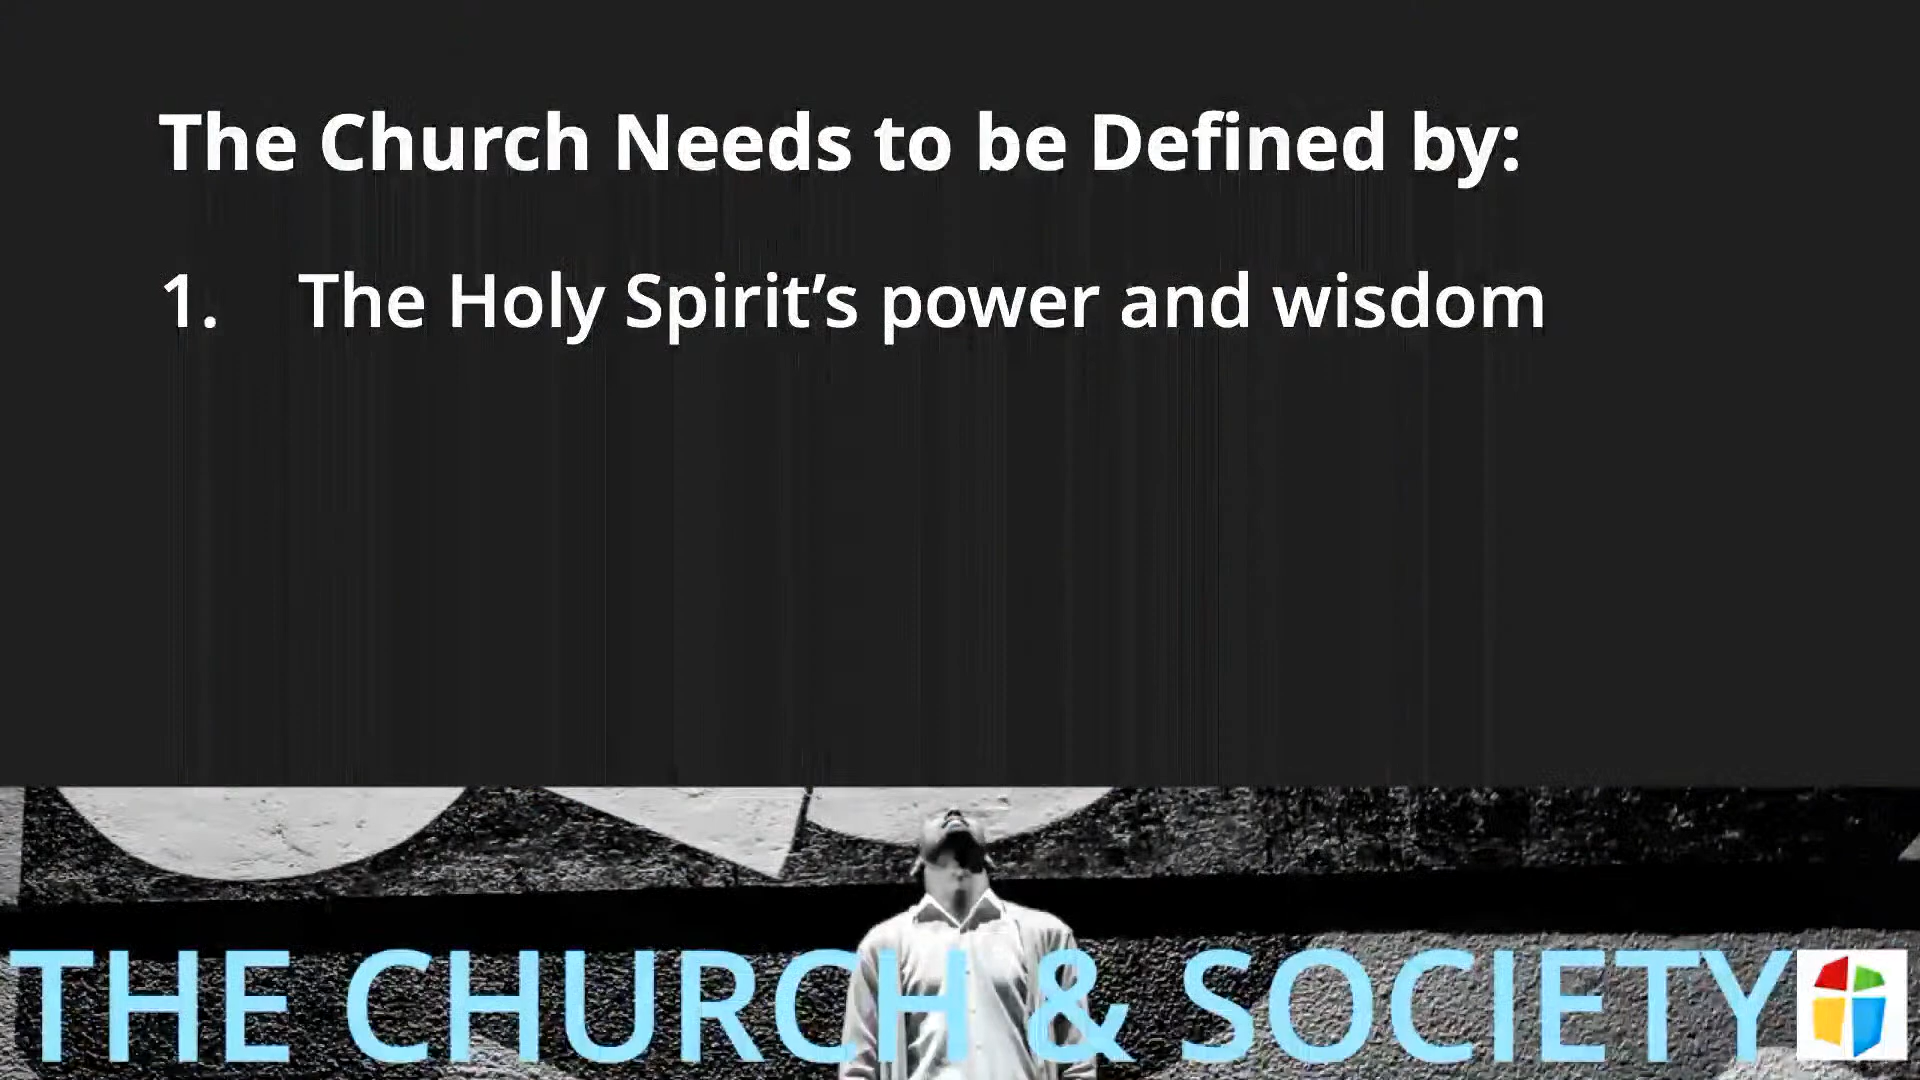 The Church Needs to be Defined by:
1. The Holy Spirit’s power and wisdom
THE CHURCH & SOCIETY